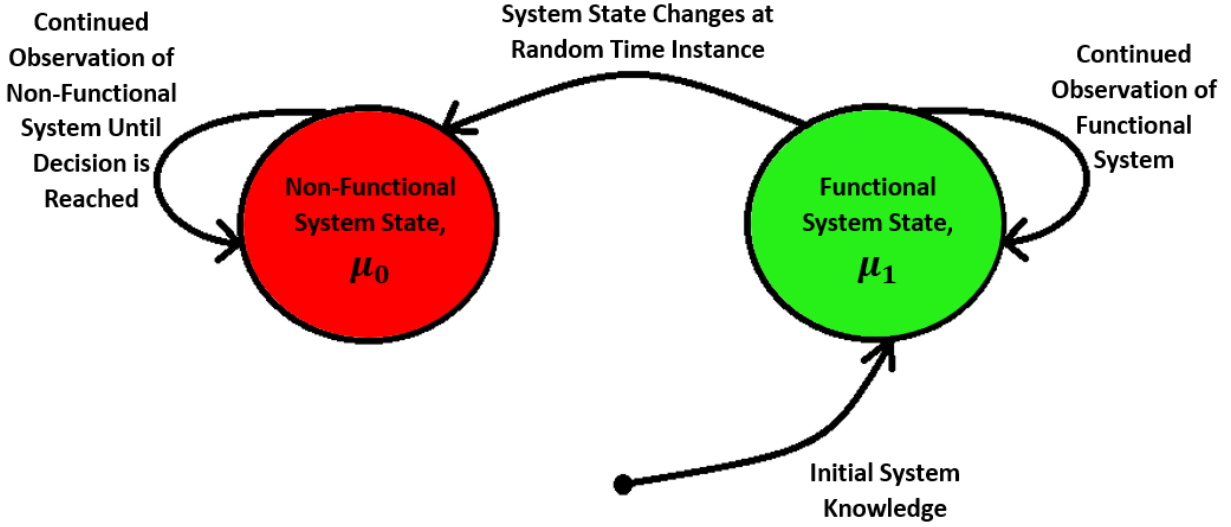 Continued
Observation of
Non-Functional
System Until
Decision is
Reached
System State Changes at
Random Time Instance
Continued
Observation of
Functional
System
Non-Functional
System State,
μ₀
Functional
System State,
μ₁
Initial System
Knowledge